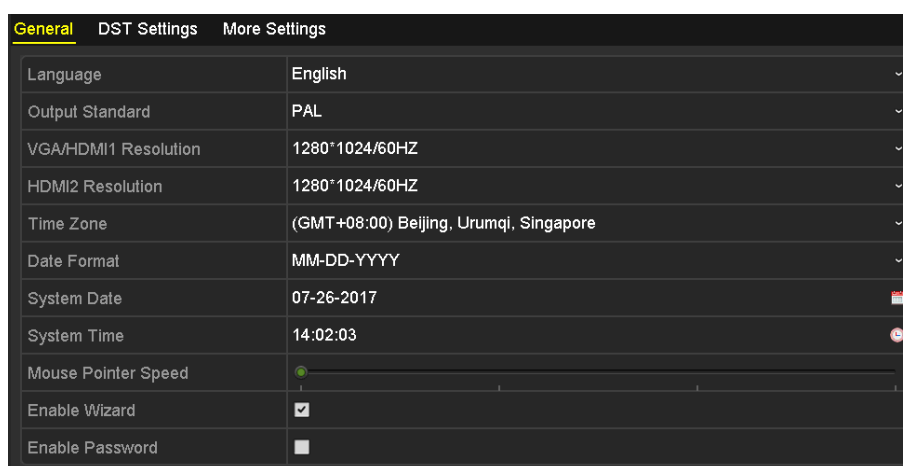 General DST Settings More Settings
Language English
Output Standard PAL
VGA/HDMI1 Resolution 1280*1024/60HZ
HDMI2 Resolution 1280*1024/60HZ
Time Zone (GMT+08:00) Beijing, Urumqi, Singapore
Date Format MM-DD-YYYY
System Date 07-26-2017
System Time 14:02:03
Mouse Pointer Speed
Enable Wizard
Enable Password